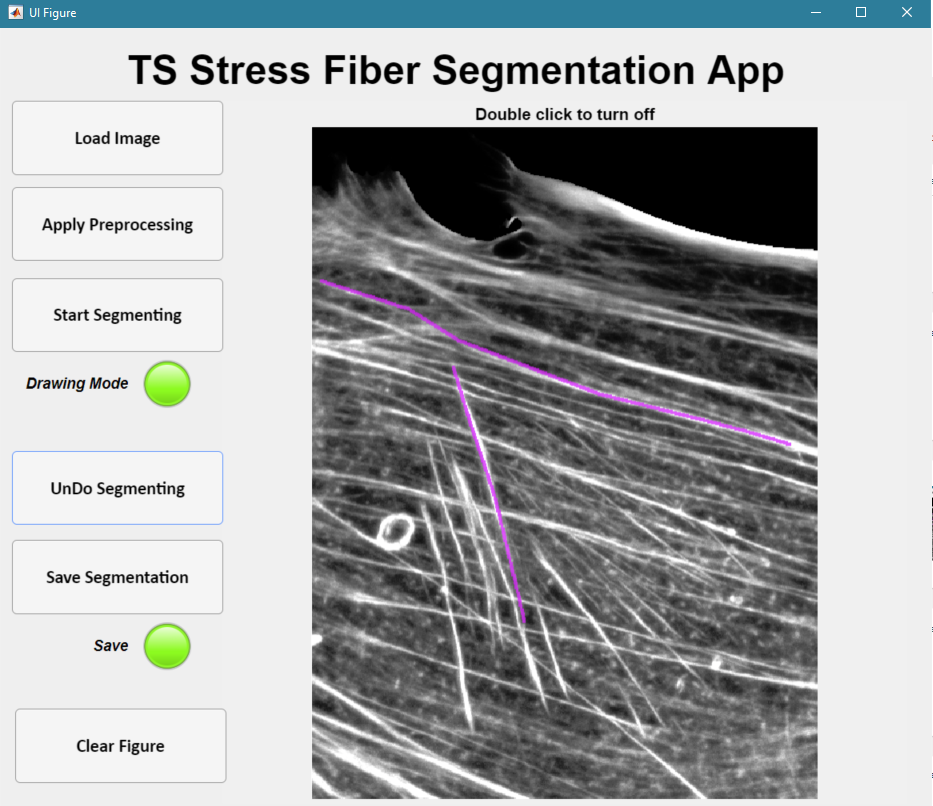 UI Figure
TS Stress Fiber Segmentation App
Double click to turn off
Load Image
Apply Preprocessing
Start Segmenting
Drawing Mode
UnDo Segmenting
Save Segmentation
Save
Clear Figure